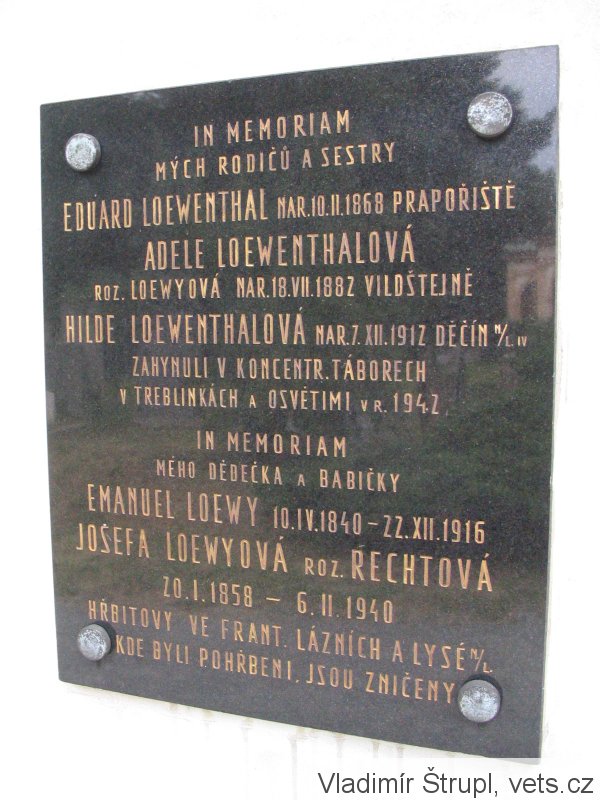 IN MEMORIAM
MÝCH RODIČŮ A SESTRY
EDUARD LOEWENTHAL NAR. 10. II. 1868 PRAPOŘIŠTĚ
ADÉLE LOEWENTHALOVÁ
ROZ. LOEWYOVÁ NAR. 18. VII. 1882 VILDŠTEJNĚ
HILDE LOEWENTHALOVÁ NAR. 7. XII. 1912 DĚČÍN N/L. IV
ZAHYNULI V KONCENTR. TÁBORECH
V TREBLINKÁCH A OSVĚTIMI V R. 1942.
IN MEMORIAM
MÉHO DĚDEČKA A BABIČKY
EMANUEL LOEWY 10. IV. 1840 – 22. XII. 1916
JOŠEFA LOEWYOVÁ ROZ. RECHTOVÁ
20. I. 1858 – 6. II. 1940
HŘBITOVY VE FRANT. LÁZNÍCH A LYSÉ N/L.
KDE BYLI POHŘBENI, JSOU ZNIČENY
Vladimír Štrupl, vets.cz